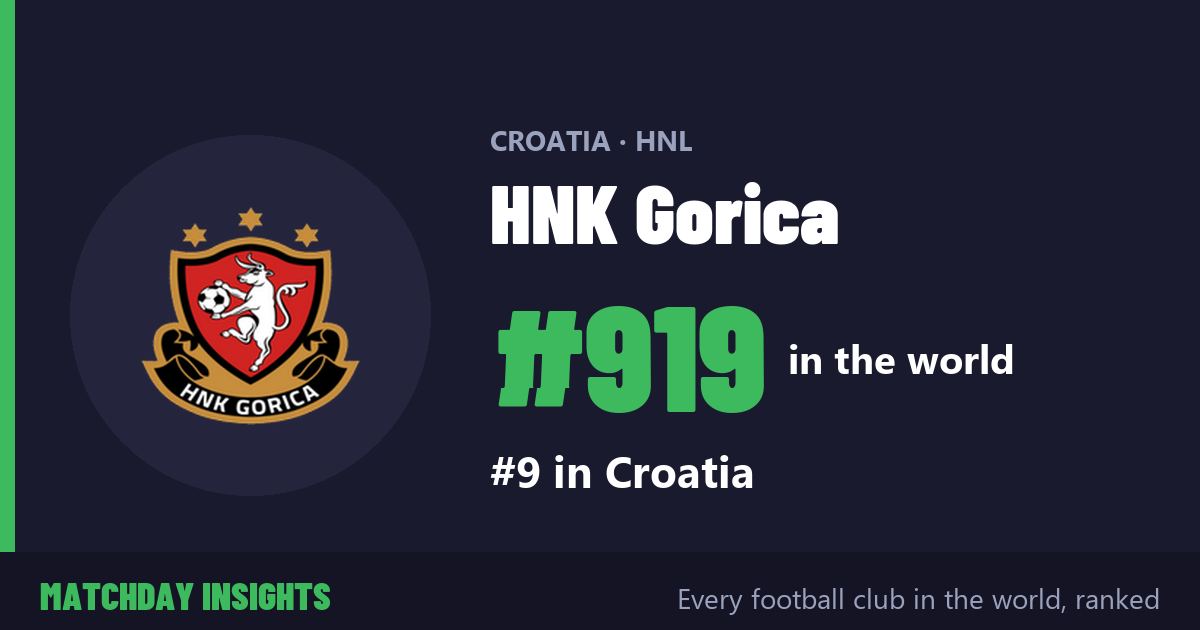 CROATIA · HNL
HNK Gorica
#919 in the world
#9 in Croatia
HNK GORICA
MATCHDAY INSIGHTS
Every football club in the world, ranked